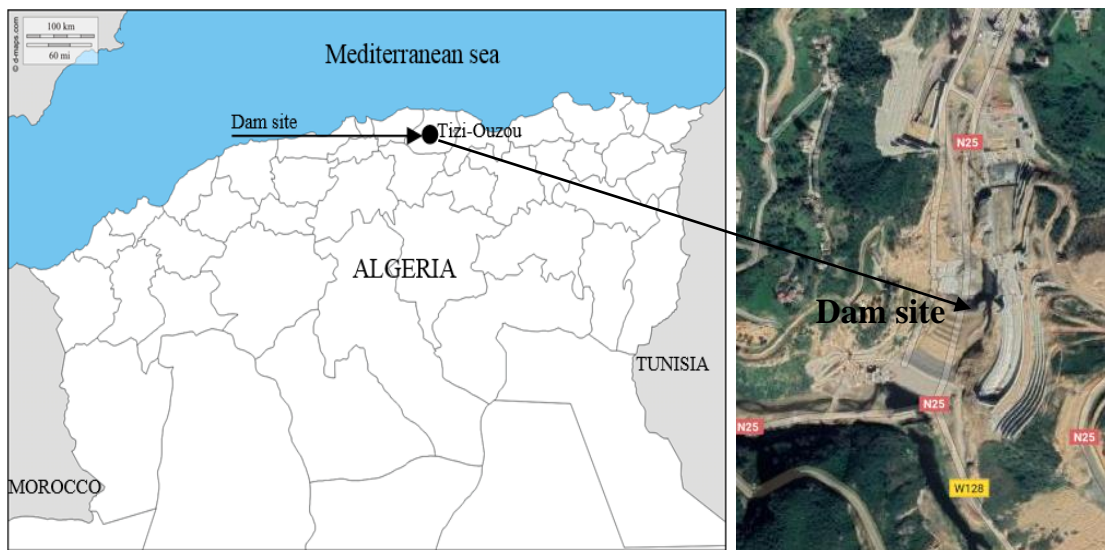 100 km
60 mi
© d-maps.com
Mediterranean sea
Dam site
Tizi-Ouzou
ALGERIA
TUNISIA
MOROCCO
N25
Dam site
N25
N25
N25
W128